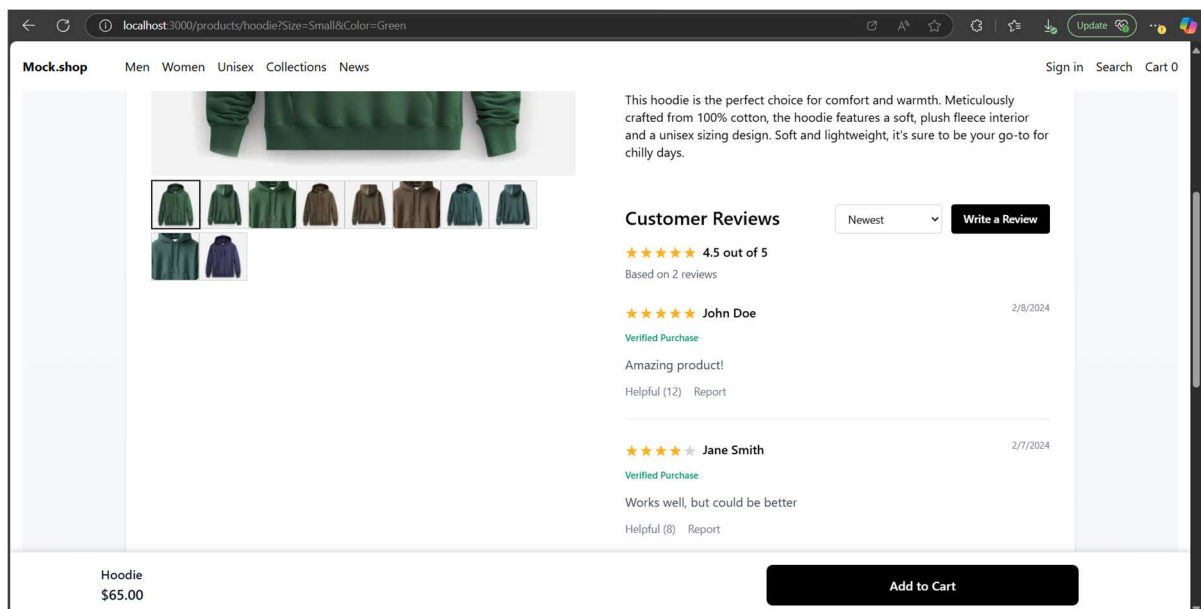 localhost:3000/products/hoodie?Size=Small&Color=Green
Update
Mock.shop Men Women Unisex Collections News Sign in Search Cart 0
This hoodie is the perfect choice for comfort and warmth. Meticulously
crafted from 100% cotton, the hoodie features a soft, plush fleece interior
and a unisex sizing design. Soft and lightweight, it's sure to be your go-to for
chilly days.
Customer Reviews Newest Write a Review
4.5 out of 5
Based on 2 reviews
John Doe 2/8/2024
Verified Purchase
Amazing product!
Helpful (12) Report
Jane Smith 2/7/2024
Verified Purchase
Works well, but could be better
Helpful (8) Report
Hoodie
$65.00
Add to Cart